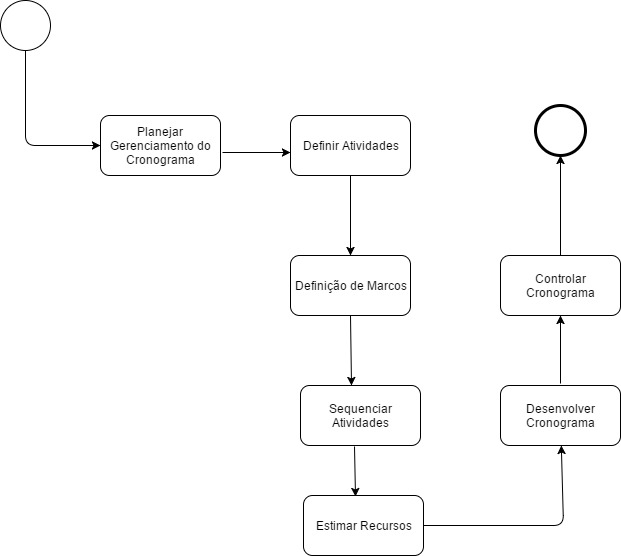 Planejar
Gerenciamento do
Cronograma
Definir Atividades
Definição de Marcos
Sequenciar
Atividades
Estimar Recursos
Desenvolver
Cronograma
Controlar
Cronograma